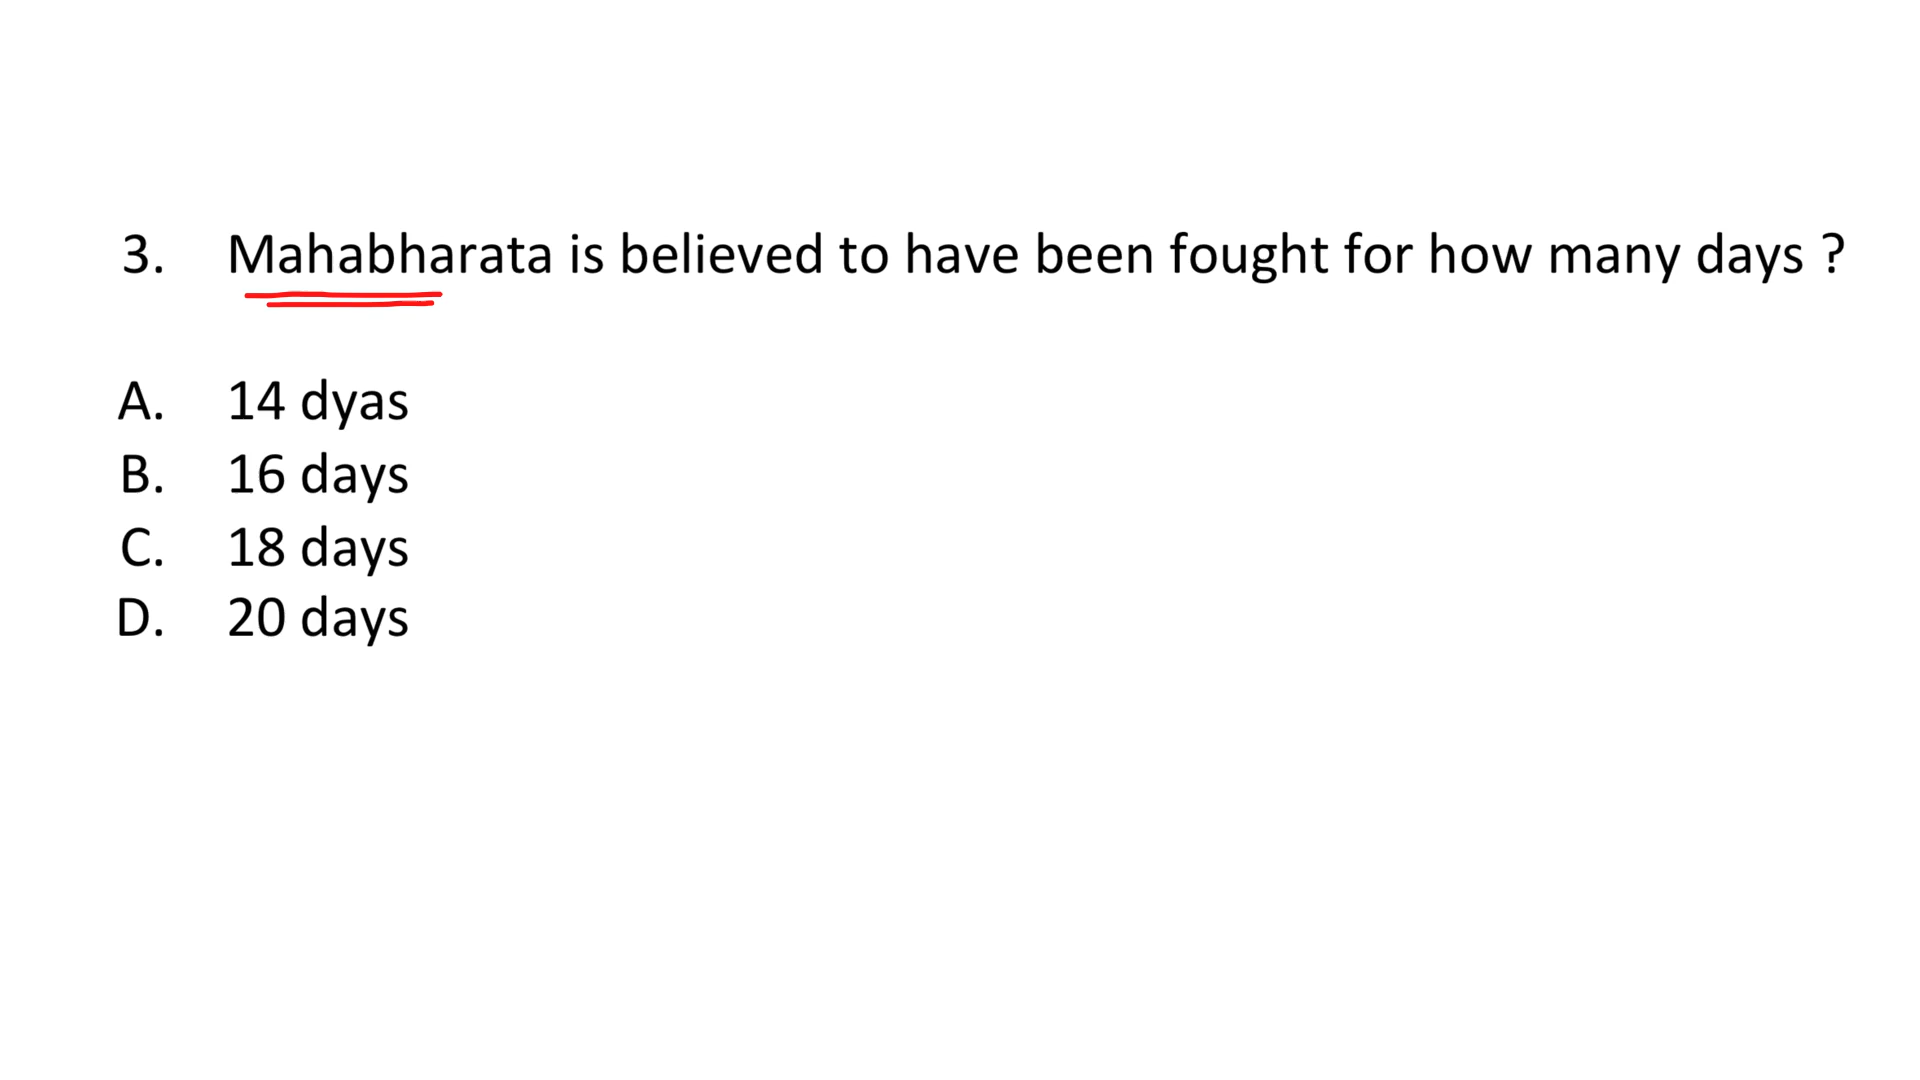 3. Mahabharata is believed to have been fought for how many days ?
A. 14 dyas
B. 16 days
C. 18 days
D. 20 days